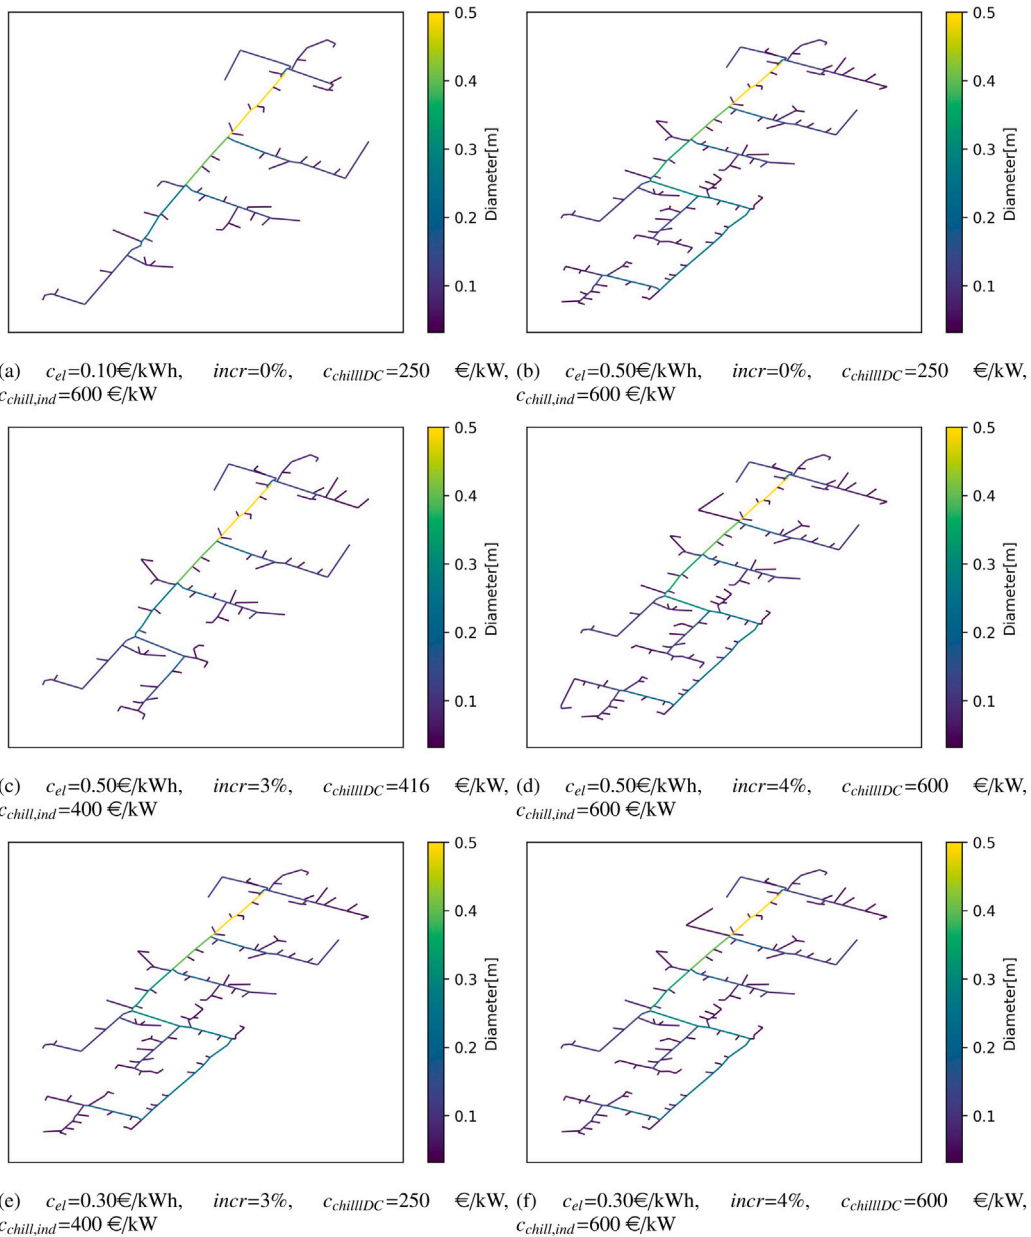 0.5
0.4
0.3
0.2
0.1
Diameter[m]
0.5
0.4
0.3
0.2
0.1
Diameter[m]
(a) c_el=0.10€/kWh, incr=0%, c_chilllDC=250 €/kW,
c_chill,ind=600 €/kW
(b) c_el=0.50€/kWh, incr=0%, c_chilllDC=250 €/kW,
c_chill,ind=600 €/kW
0.5
0.4
0.3
0.2
0.1
Diameter[m]
0.5
0.4
0.3
0.2
0.1
Diameter[m]
(c) c_el=0.50€/kWh, incr=3%, c_chilllDC=416 €/kW,
c_chill,ind=400 €/kW
(d) c_el=0.50€/kWh, incr=4%, c_chilllDC=600 €/kW,
c_chill,ind=600 €/kW
0.5
0.4
0.3
0.2
0.1
Diameter[m]
0.5
0.4
0.3
0.2
0.1
Diameter[m]
(e) c_el=0.30€/kWh, incr=3%, c_chilllDC=250 €/kW,
c_chill,ind=400 €/kW
(f) c_el=0.30€/kWh, incr=4%, c_chilllDC=600 €/kW,
c_chill,ind=600 €/kW